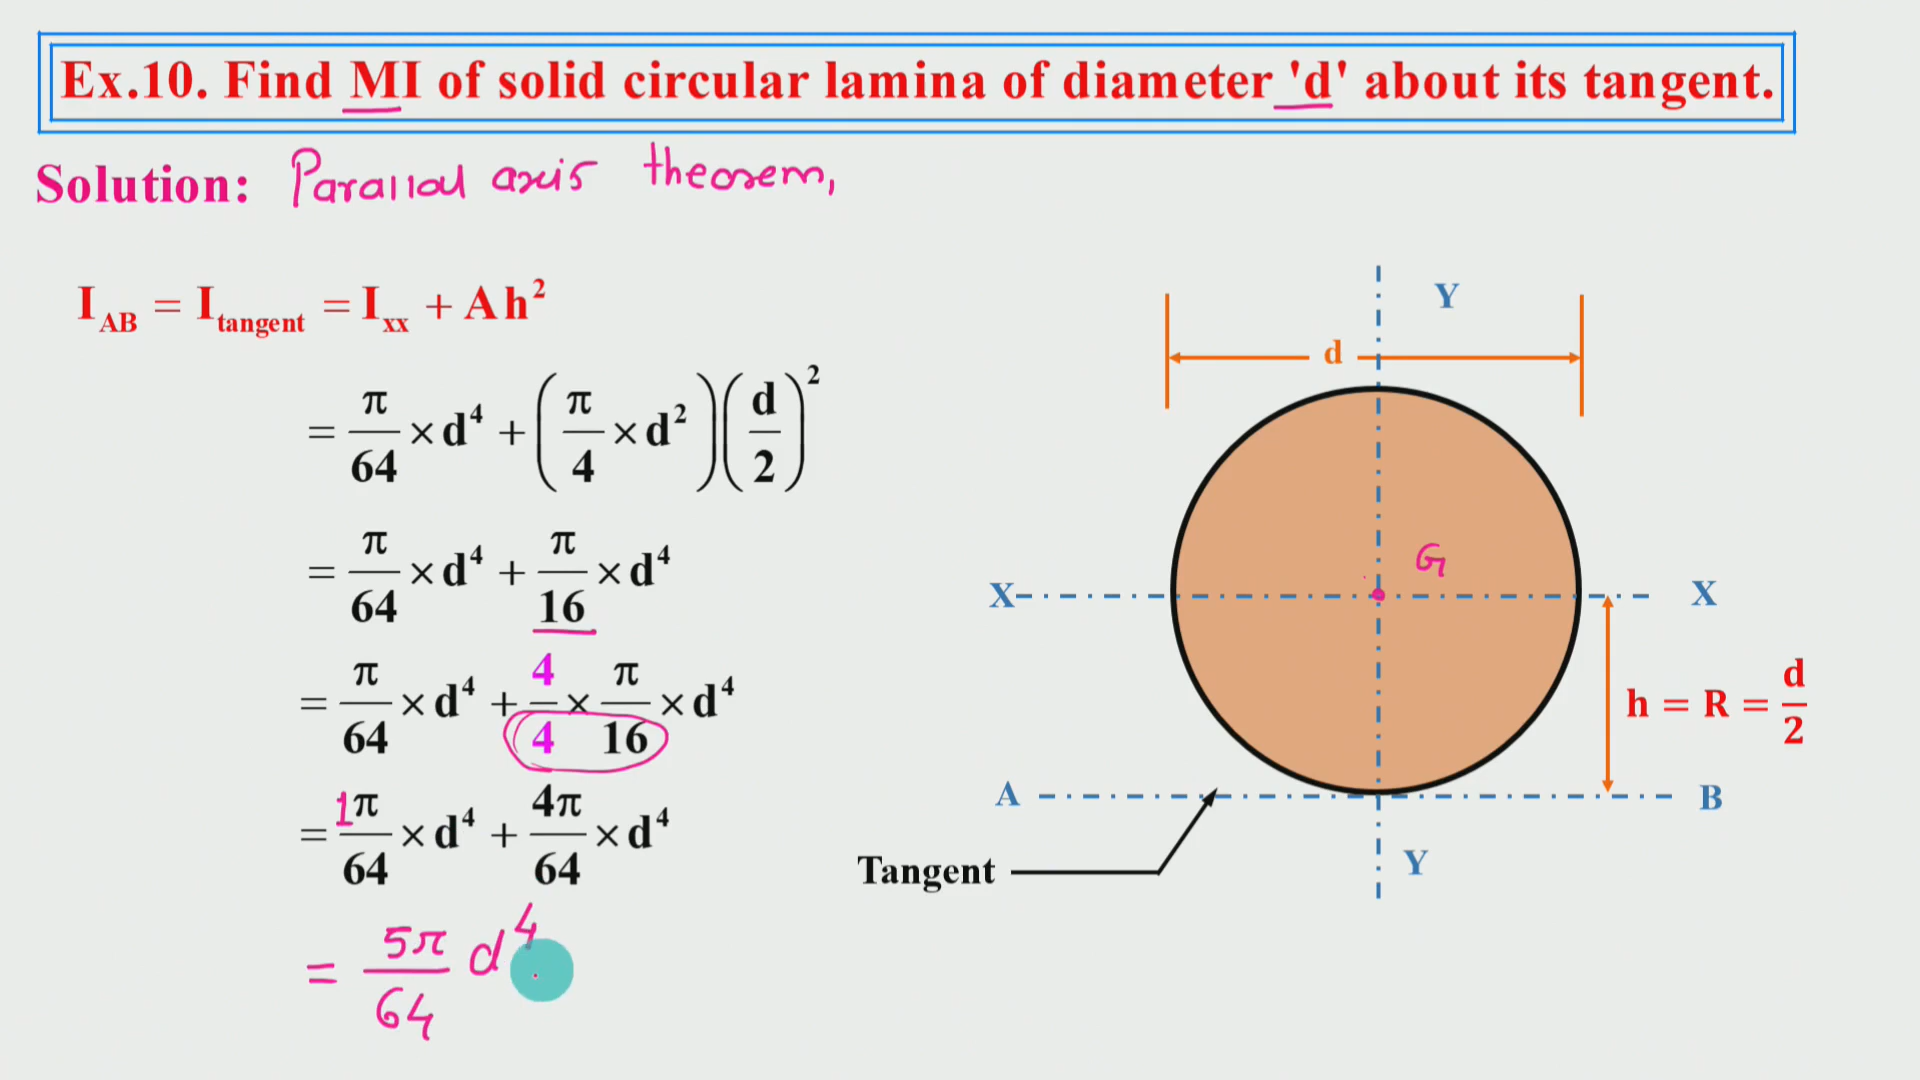 Ex.10. Find MI of solid circular lamina of diameter 'd' about its tangent.
Solution: Parallel axis theorem,
I_AB = I_tangent = I_xx + Ah²
= π/64 × d⁴ + (π/4 × d²)(d/2)²
= π/64 × d⁴ + π/16 × d⁴
= π/64 × d⁴ + 4/4 × π/16 × d⁴
= 1π/64 × d⁴ + 4π/64 × d⁴
= 5π/64 d⁴
Y
d
G
X X
h = R = d/2
A B
Tangent
Y